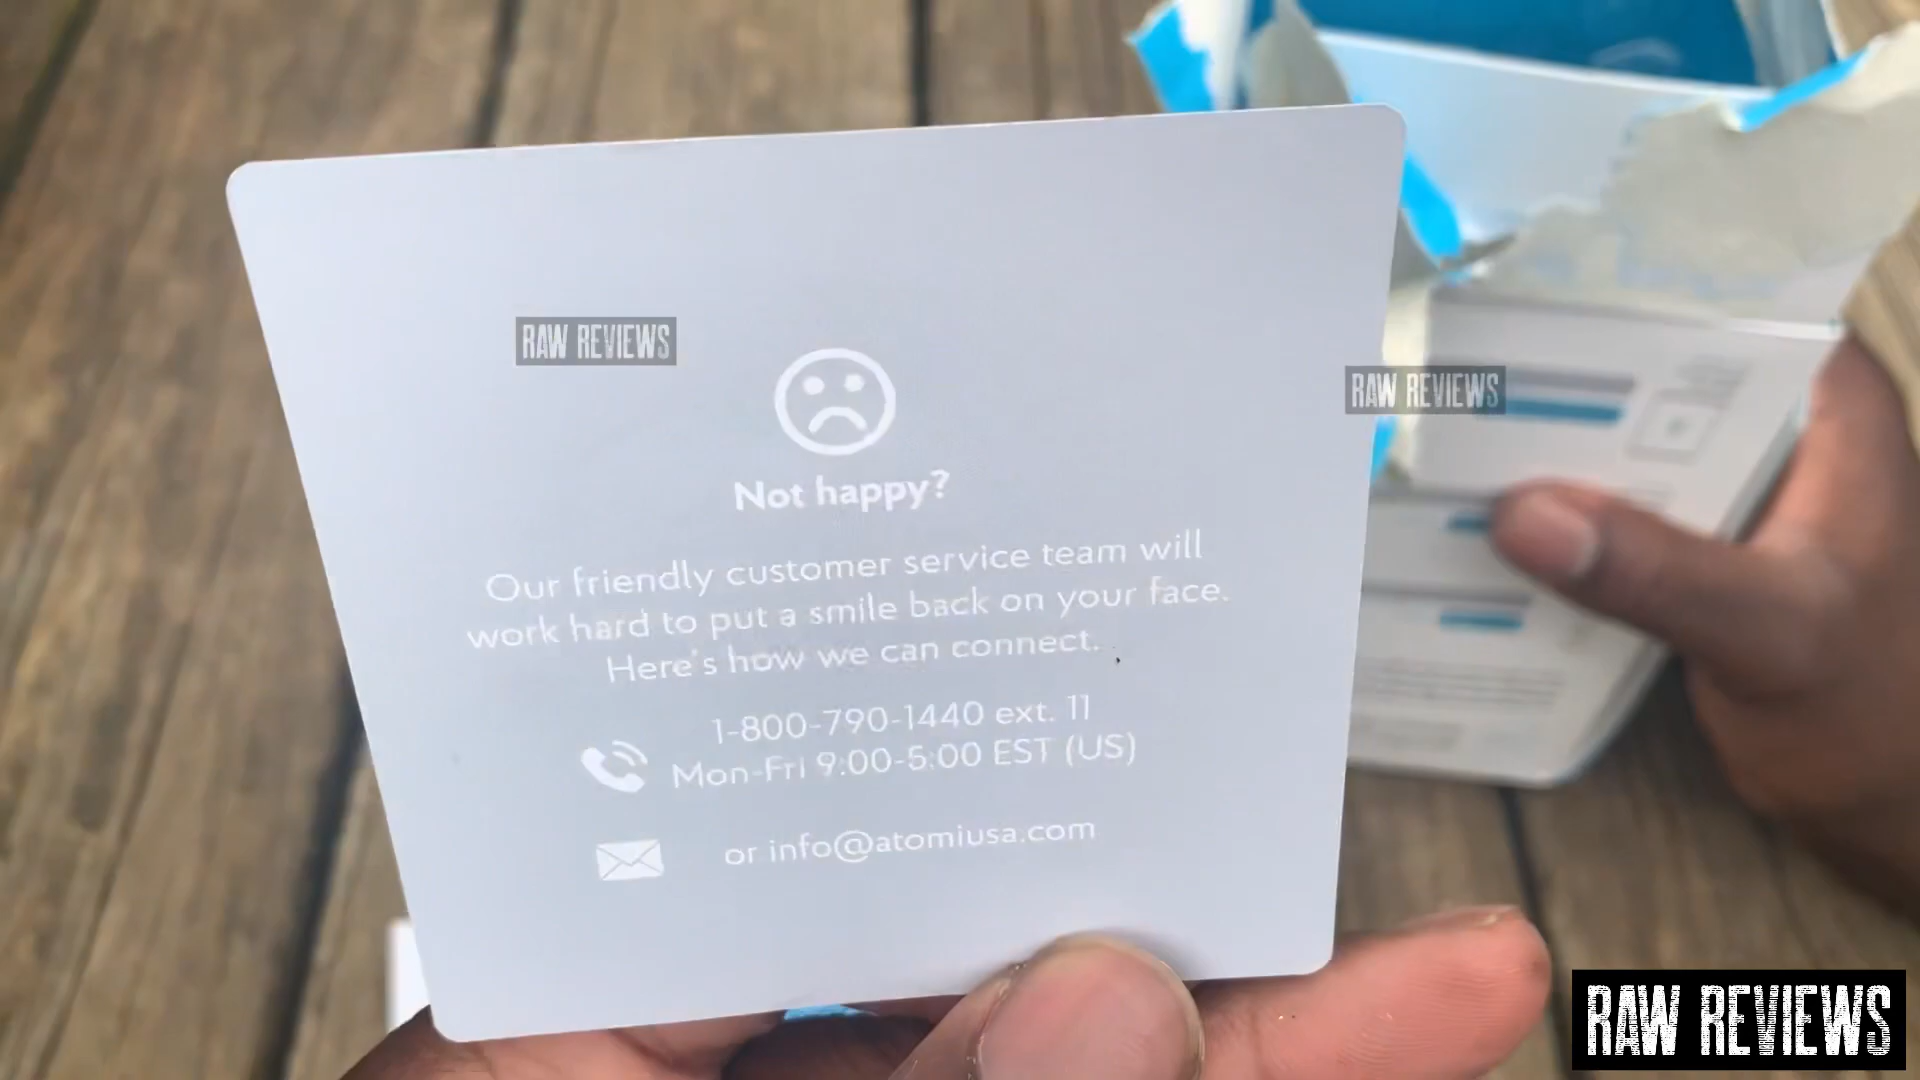 RAW REVIEWS
RAW REVIEWS
Not happy?
Our friendly customer service team will
work hard to put a smile back on your face.
Here's how we can connect.
1-800-790-1440 ext. 11
Mon-Fri 9:00-5:00 EST (US)
or info@atomiusa.com
RAW REVIEWS